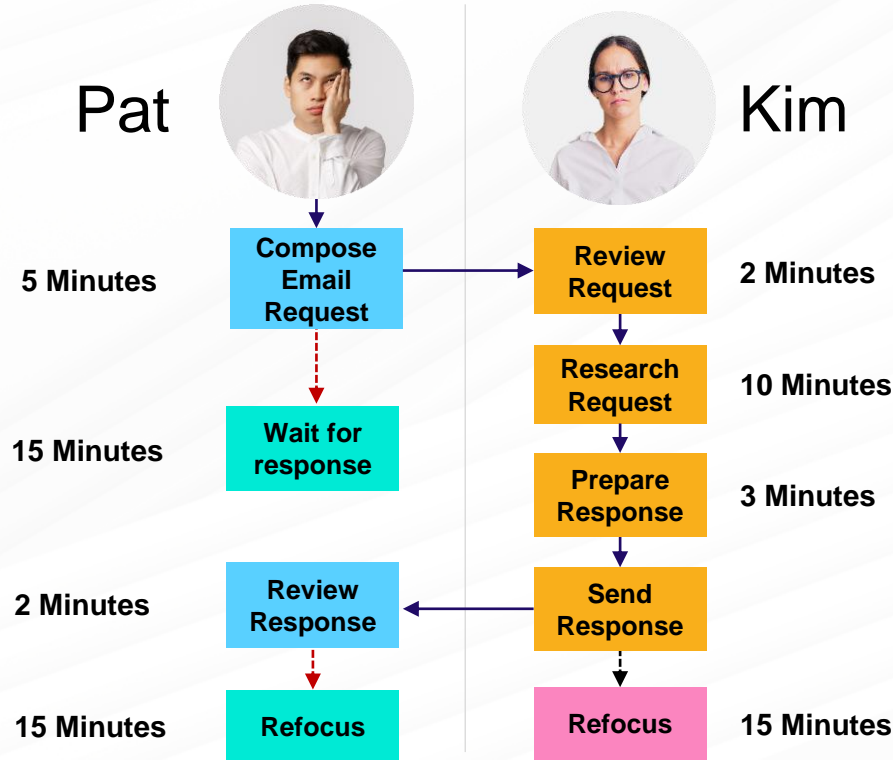 Pat
Kim
5 Minutes
Compose
Email
Request
Review
Request
2 Minutes
Research
Request
10 Minutes
15 Minutes
Wait for
response
Prepare
Response
3 Minutes
2 Minutes
Review
Response
Send
Response
15 Minutes
Refocus
Refocus
15 Minutes